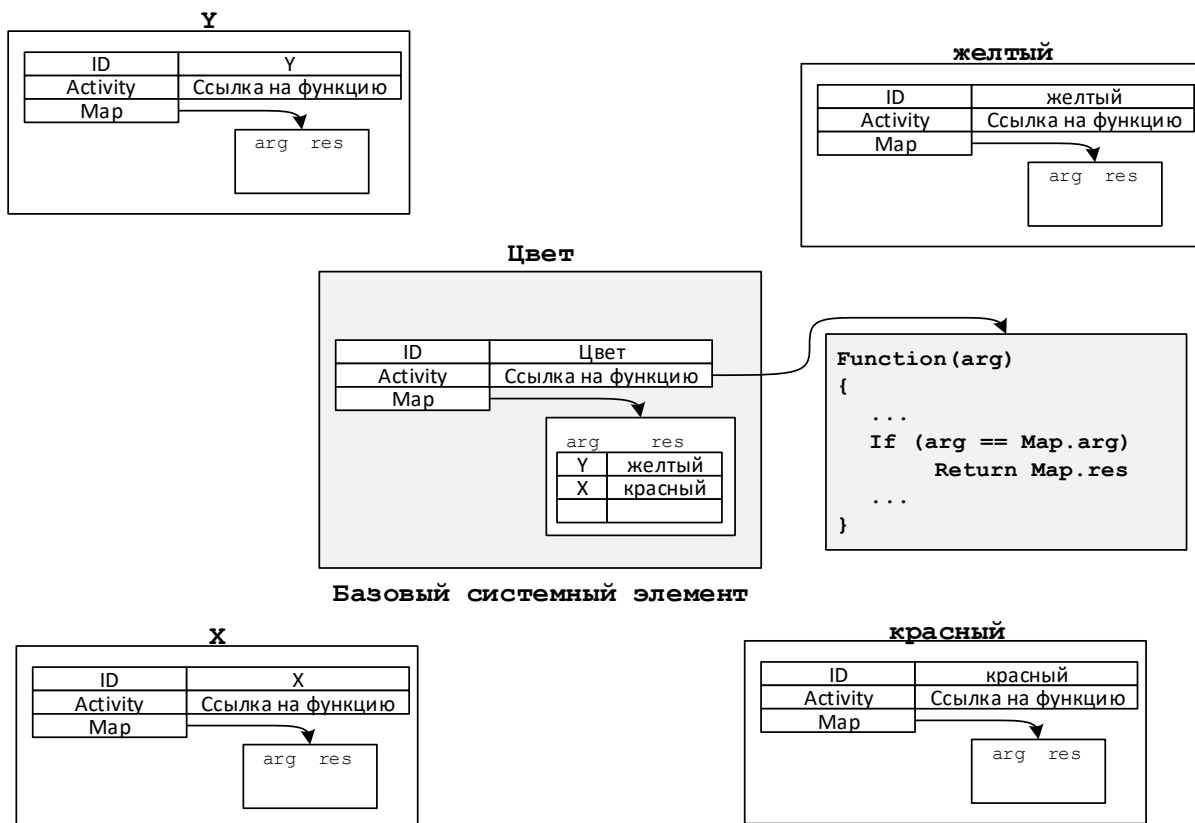 Y
ID Y
Activity Ссылка на функцию
Map
arg res
желтый
ID желтый
Activity Ссылка на функцию
Map
arg res
Цвет
ID Цвет
Activity Ссылка на функцию
Map
arg res
Y желтый
X красный
Function(arg)
{
...
If (arg == Map.arg)
Return Map.res
...
}
Базовый системный элемент
X
ID X
Activity Ссылка на функцию
Map
arg res
красный
ID красный
Activity Ссылка на функцию
Map
arg res